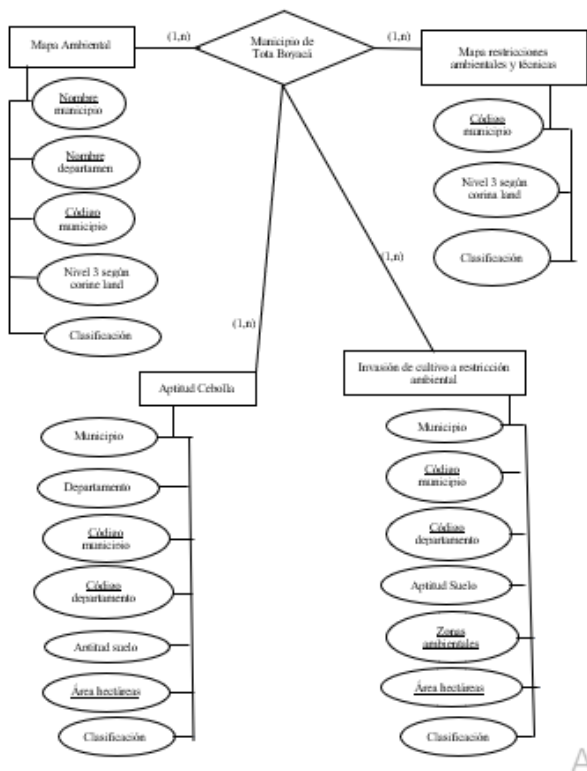 Mapa Ambiental
(1,n)
Municipio de
Tota Boyacá
(1,n)
Mapa restricciones
ambientales y técnicas
Nombre
municipio
Nombre
departamen
Código
municipio
Nivel 3 según
corine land
Clasificación
Código
municipio
Nivel 3 según
corina land
Clasificación
(1,n)
(1,n)
Aptitud Cebolla
Municipio
Departamento
Código
municipio
Código
departamento
Antitud suelo
Área hectáreas
Clasificación
Invasión de cultivo a restricción
ambiental
Municipio
Código
municipio
Código
departamento
Aptitud Suelo
Zonas
ambientales
Área hectáreas
Clasificación
A